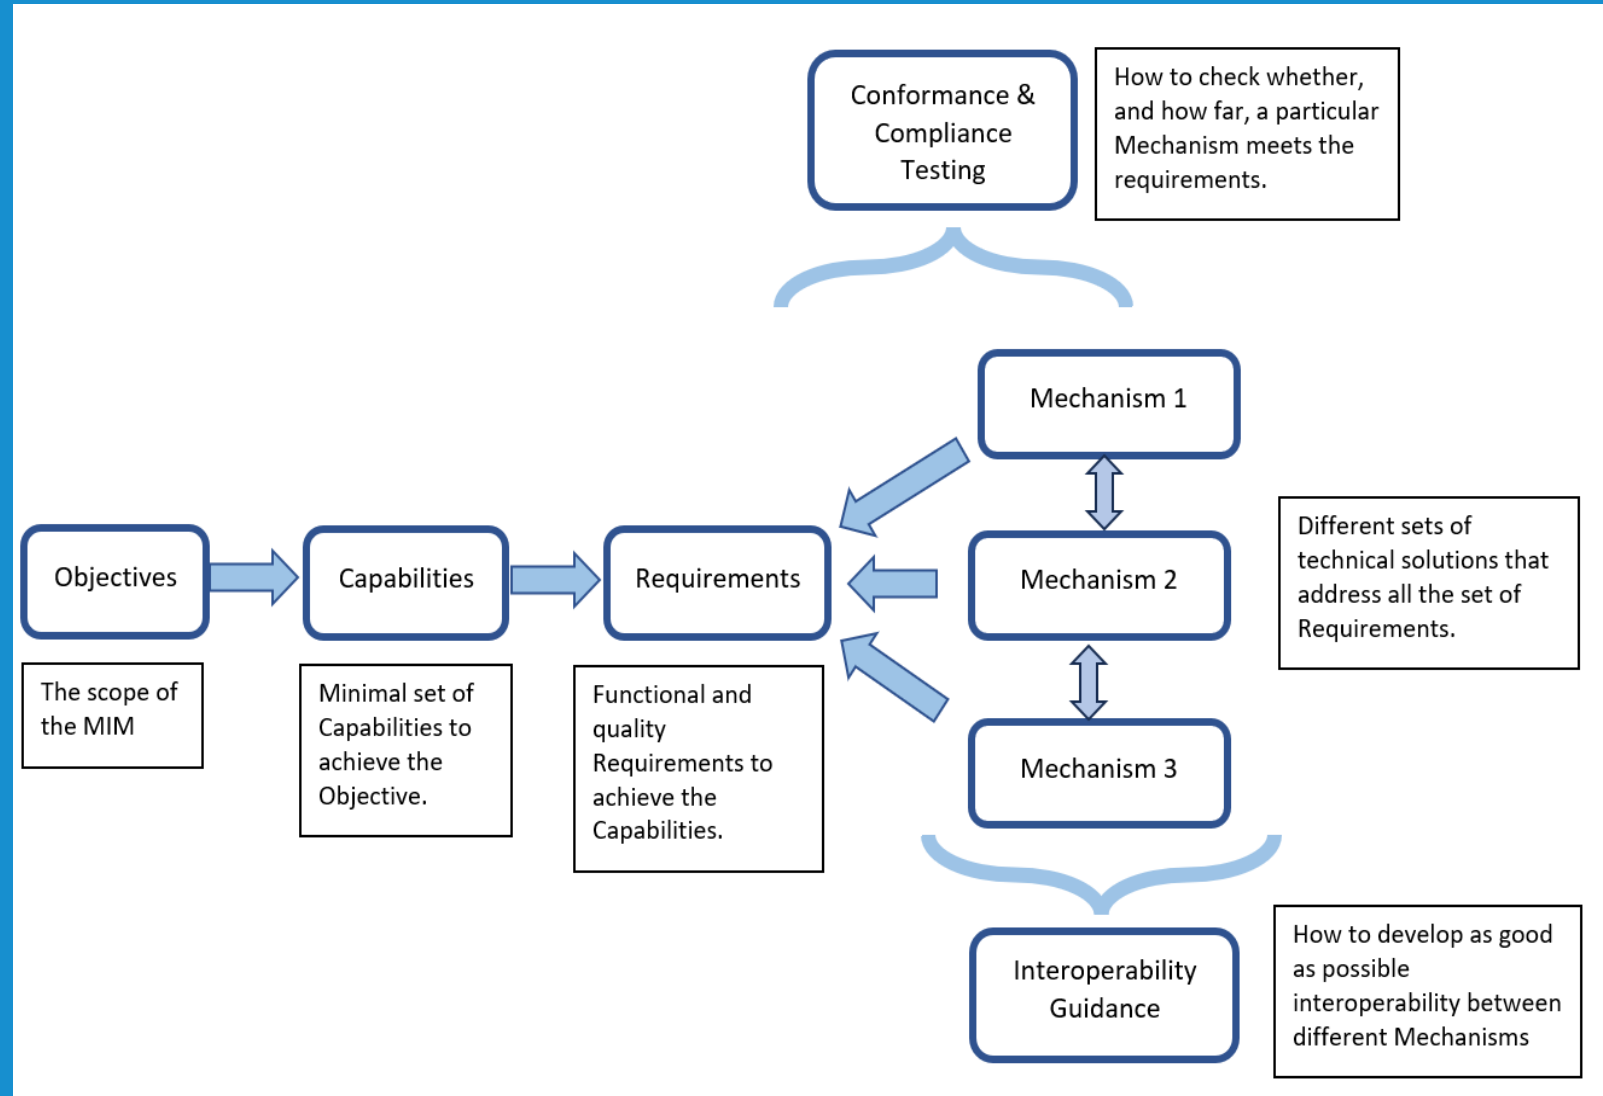 Conformance &
Compliance
Testing
How to check whether,
and how far, a particular
Mechanism meets the
requirements.
Mechanism 1
Objectives
Capabilities
Requirements
Mechanism 2
Different sets of
technical solutions that
address all the set of
Requirements.
The scope of
the MIM
Minimal set of
Capabilities to
achieve the
Objective.
Functional and
quality
Requirements to
achieve the
Capabilities.
Mechanism 3
Interoperability
Guidance
How to develop as good
as possible
interoperability between
different Mechanisms